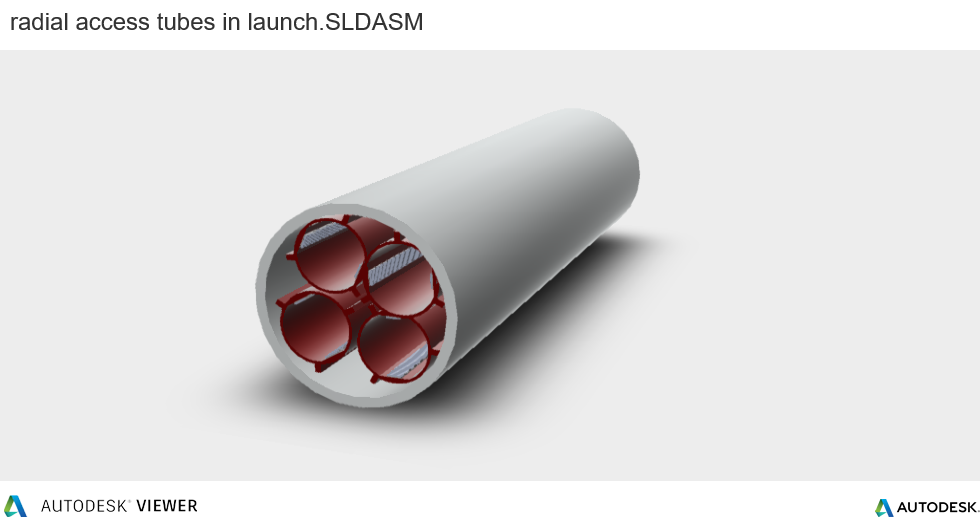 radial access tubes in launch.SLDASM
AUTODESK® VIEWER
AUTODESK